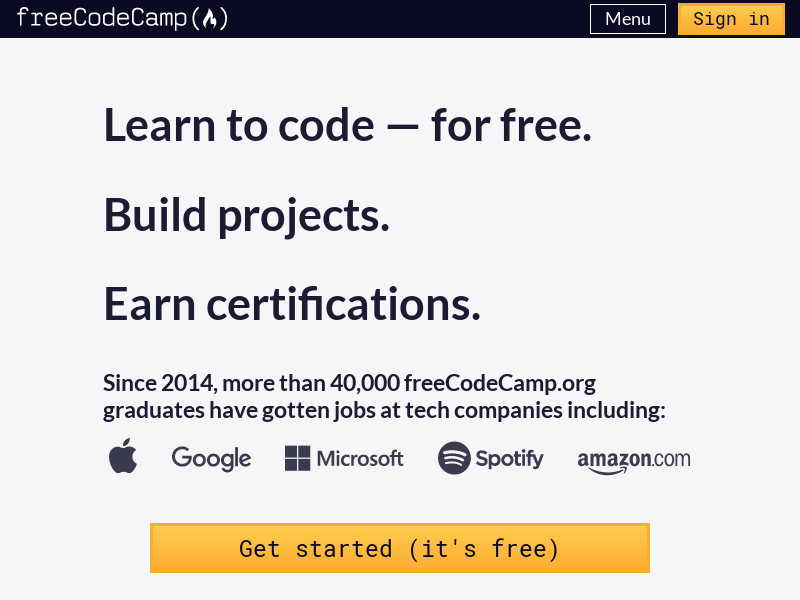 freeCodeCamp(🔥)
Menu
Sign in
Learn to code — for free.
Build projects.
Earn certifications.
Since 2014, more than 40,000 freeCodeCamp.org
graduates have gotten jobs at tech companies including:
Google Microsoft Spotify amazon.com
Get started (it's free)